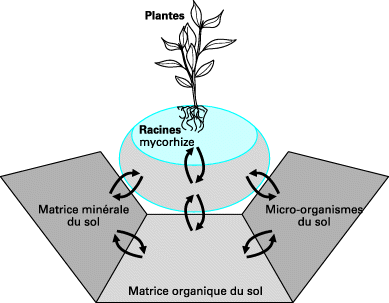 Plantes
Racines
mycorhize
Matrice minérale
du sol
Micro-organismes
du sol
Matrice organique du sol